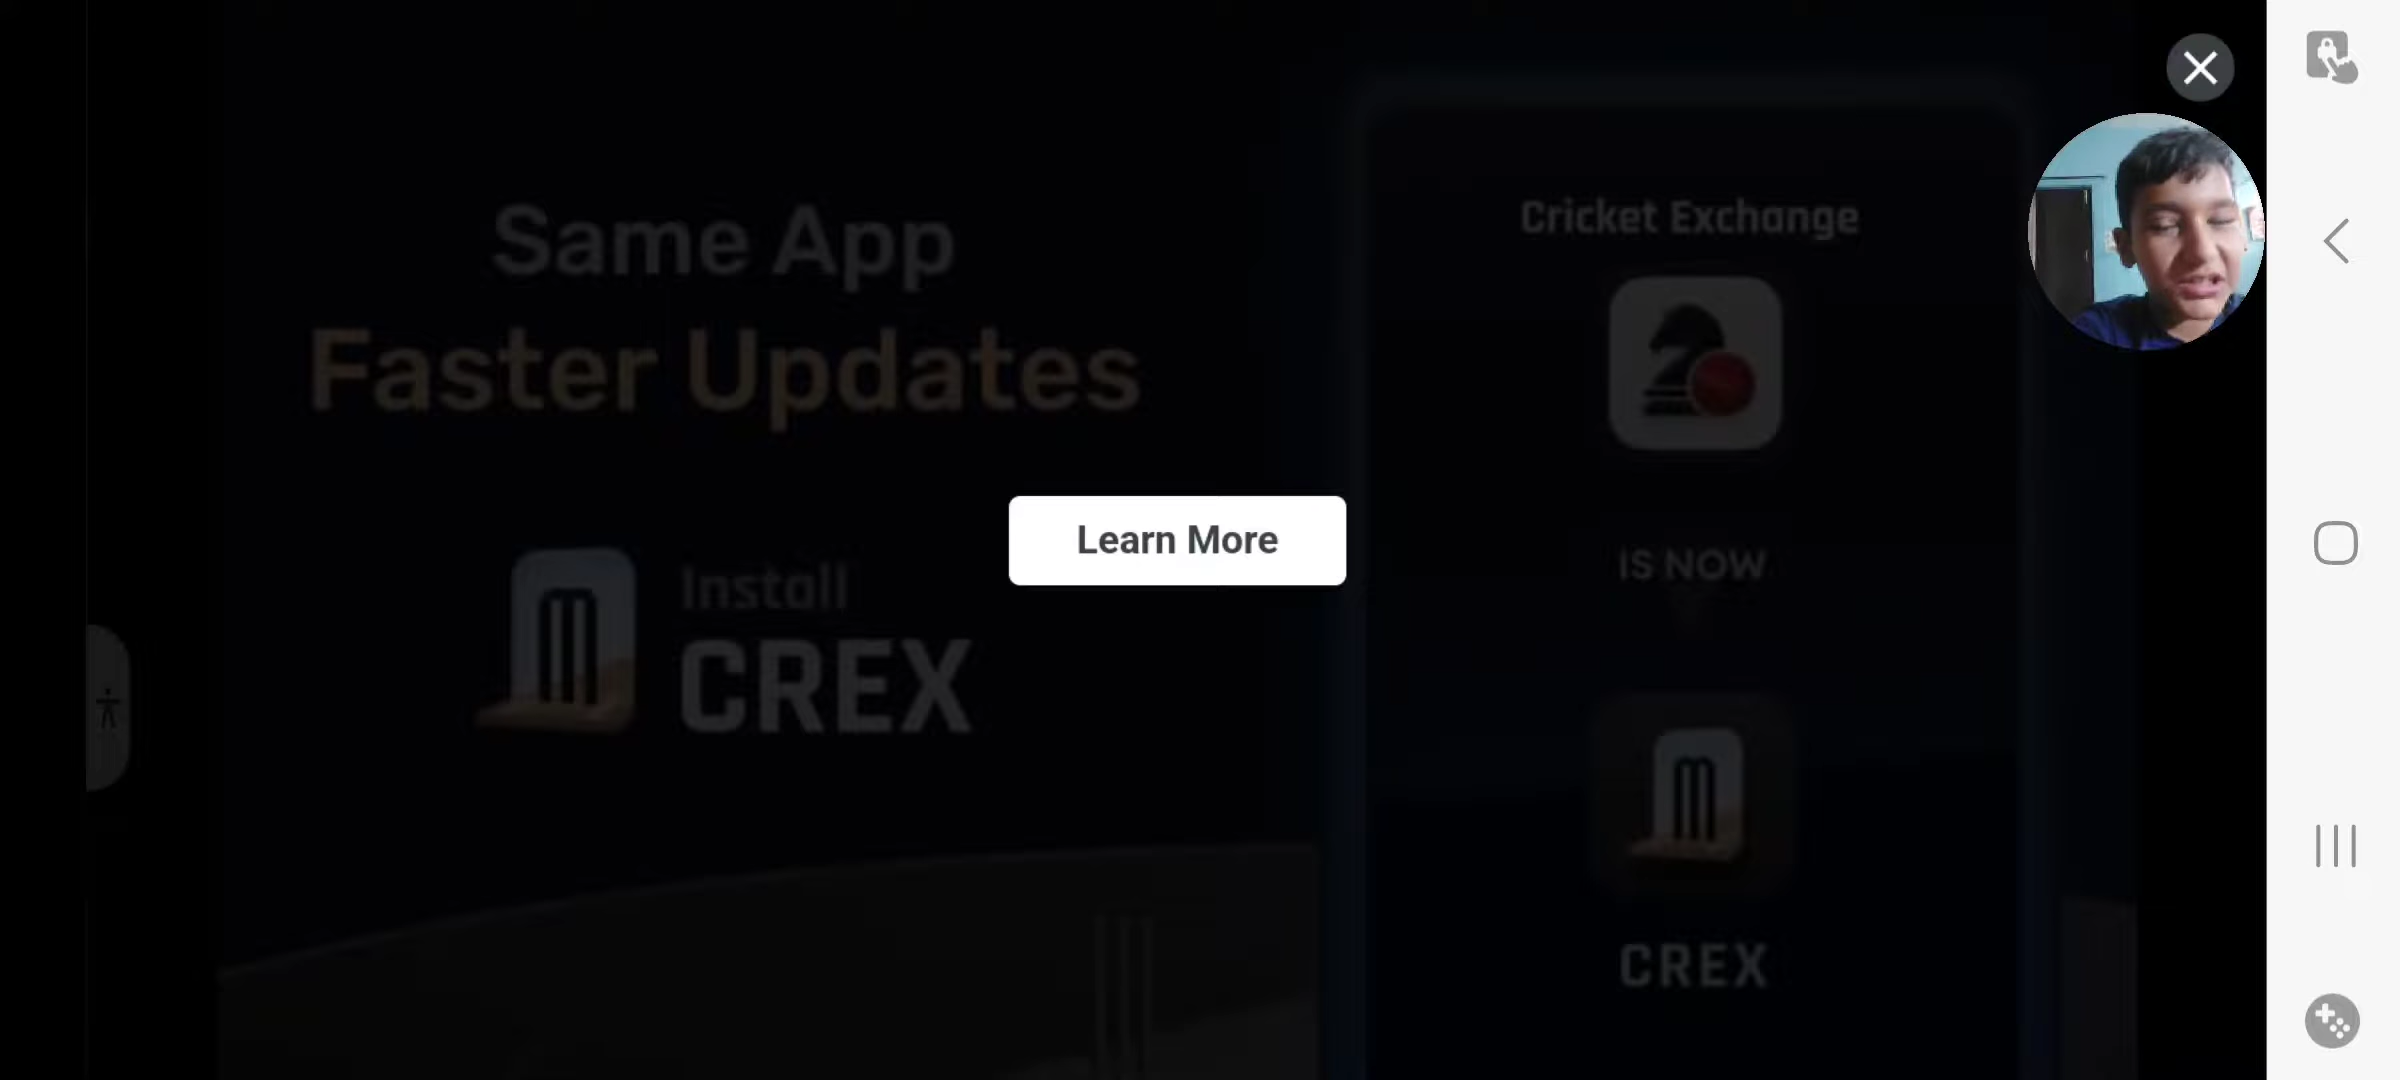 Same App
Faster Updates
Install
CREX
Learn More
Cricket Exchange
IS NOW
CREX